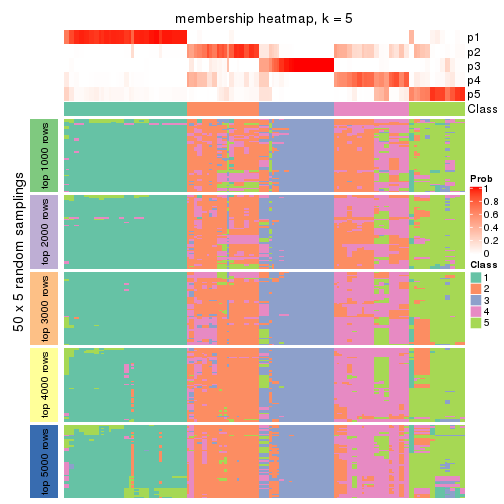 membership heatmap, k = 5
p1
p2
p3
p4
p5
Class
50 x 5 random samplings
top 1000 rows
top 2000 rows
top 3000 rows
top 4000 rows
top 5000 rows
Prob
1
0.8
0.6
0.4
0.2
0
Class
1
2
3
4
5